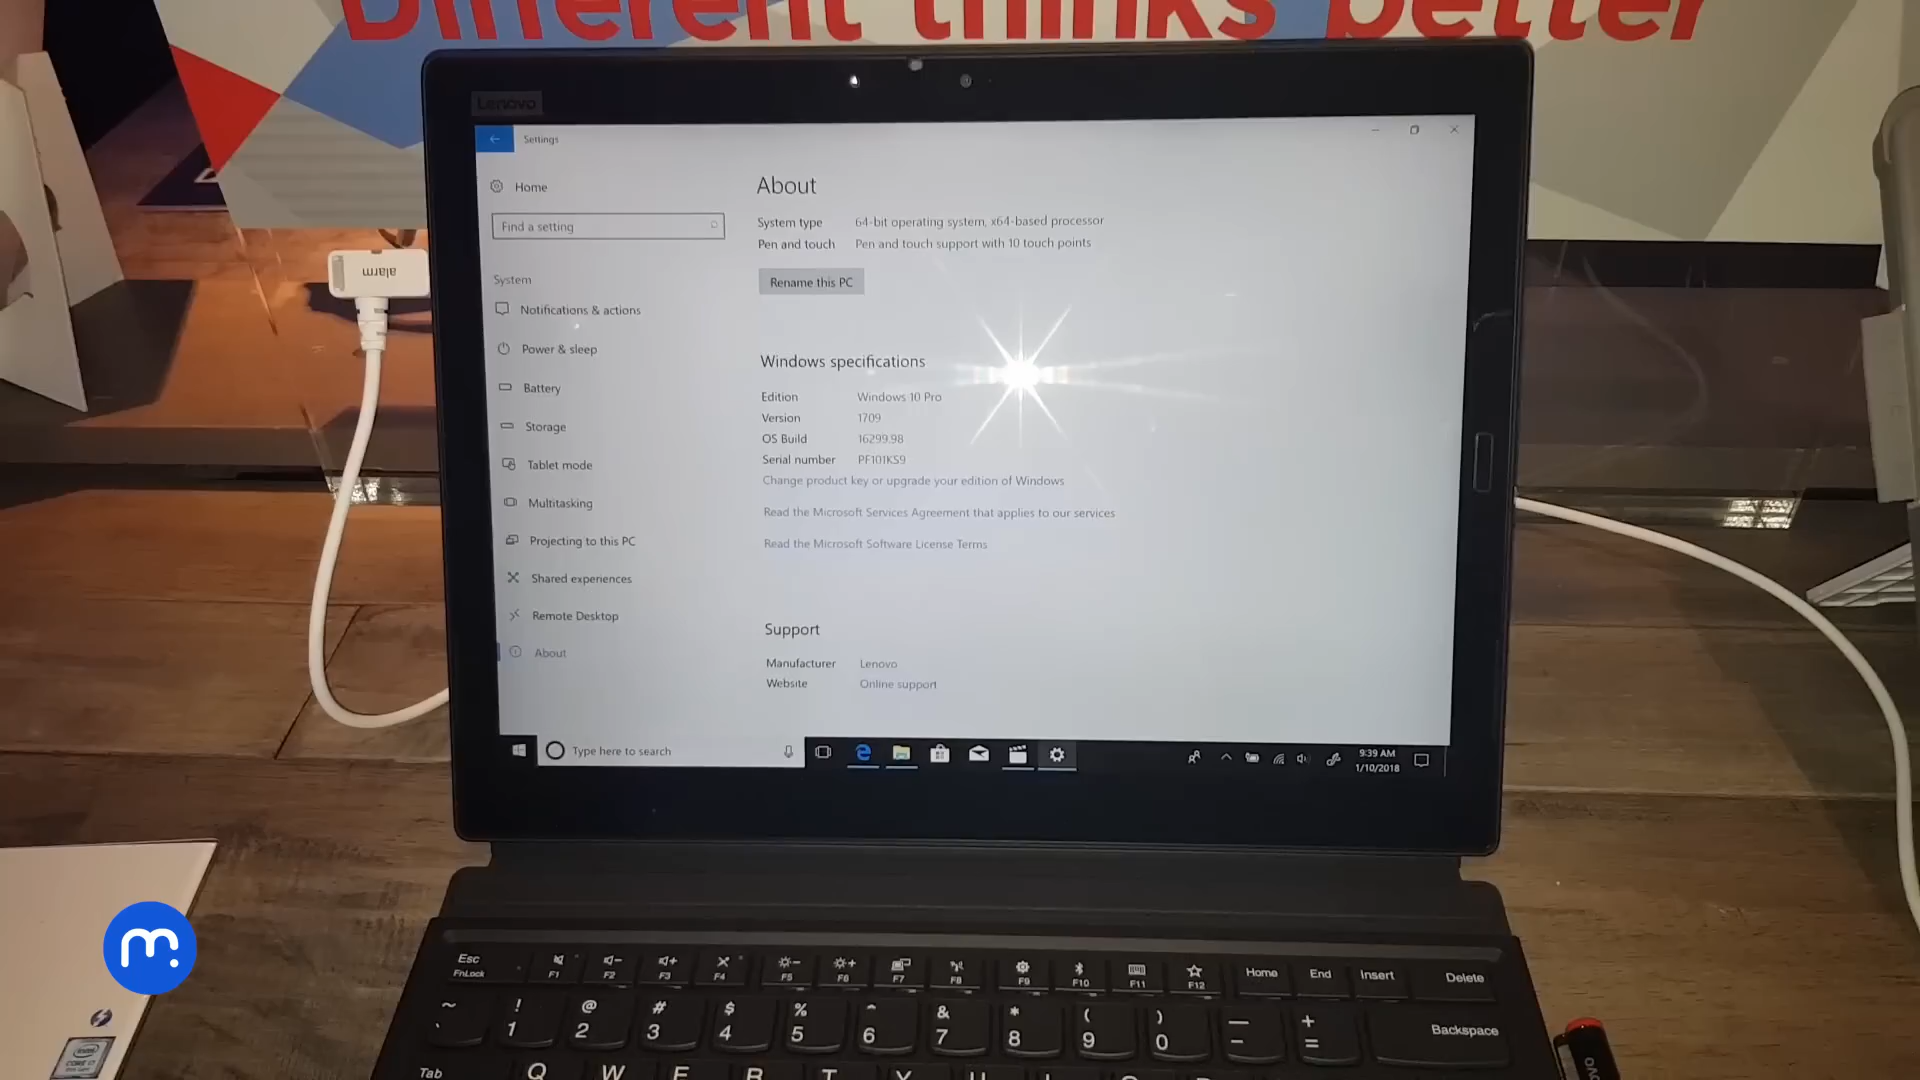 Different thinks better
Lenovo
Settings
Home
Find a setting
System
Notifications & actions
Power & sleep
Battery
Storage
Tablet mode
Multitasking
Projecting to this PC
Shared experiences
Remote Desktop
About
About
System type 64-bit operating system, x64-based processor
Pen and touch Pen and touch support with 10 touch points
Rename this PC
Windows specifications
Edition Windows 10 Pro
Version 1709
OS Build 16299.98
Serial number PF101KS9
Change product key or upgrade your edition of Windows
Read the Microsoft Services Agreement that applies to our services
Read the Microsoft Software License Terms
Support
Manufacturer Lenovo
Website Online support
Type here to search
9:39 AM
1/10/2018
alarm
m.
Esc F1 F2 F3 F4 F5 F6 F7 F8 F9 F10 F11 F12 Home End Insert Delete
FnLock
~ ! @ # $ % ^ & * ( ) — +
` 1 2 3 4 5 6 7 8 9 0 - = Backspace
Tab Q W E R T Y U
intel
CORE i7